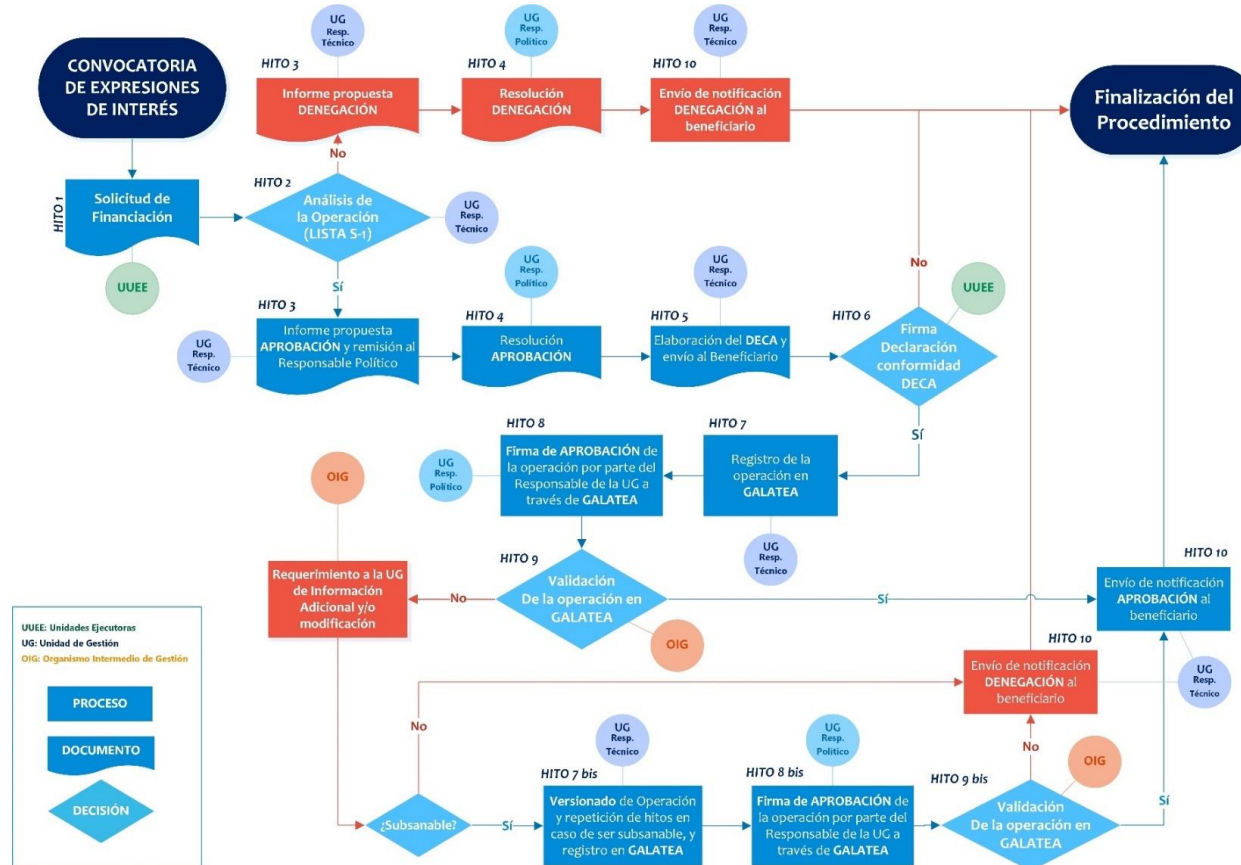 CONVOCATORIA
DE EXPRESIONES
DE INTERÉS
HITO 3
UG
Resp.
Técnico
Informe propuesta
DENEGACIÓN
HITO 4
UG
Resp.
Político
Resolución
DENEGACIÓN
HITO 10
UG
Resp.
Técnico
Envío de notificación
DENEGACIÓN al
beneficiario
Finalización del
Procedimiento
No
HITO 1
Solicitud de
Financiación
UUEE
HITO 2
Análisis de
la Operación
(LISTA S-1)
UG
Resp.
Técnico
Sí
HITO 3
UG
Resp.
Técnico
Informe propuesta
APROBACIÓN y remisión al
Responsable Político
HITO 4
UG
Resp.
Político
Resolución
APROBACIÓN
HITO 5
UG
Resp.
Técnico
Elaboración del DECA y
envío al Beneficiario
HITO 6
No
UUEE
Firma
Declaración
conformidad
DECA
Sí
HITO 7
Registro de la
operación en
GALATEA
UG
Resp.
Técnico
HITO 8
Firma de APROBACIÓN de
la operación por parte del
Responsable de la UG a
través de GALATEA
UG
Resp.
Político
HITO 9
Validación
De la operación en
GALATEA
OIG
No
Sí
OIG
Requerimiento a la UG
de Información
Adicional y/o
modificación
HITO 10
Envío de notificación
APROBACIÓN al
beneficiario
HITO 10
Envío de notificación
DENEGACIÓN al
beneficiario
UG
Resp.
Técnico
No
¿Subsanable?
Sí
HITO 7 bis
UG
Resp.
Técnico
Versionado de Operación
y repetición de hitos en
caso de ser subsanable, y
registro en GALATEA
HITO 8 bis
UG
Resp.
Político
Firma de APROBACIÓN de
la operación por parte del
Responsable de la UG a
través de GALATEA
HITO 9 bis
No
OIG
Validación
De la operación en
GALATEA
Sí
UUEE: Unidades Ejecutoras
UG: Unidad de Gestión
OIG: Organismo Intermedio de Gestión
PROCESO
DOCUMENTO
DECISIÓN